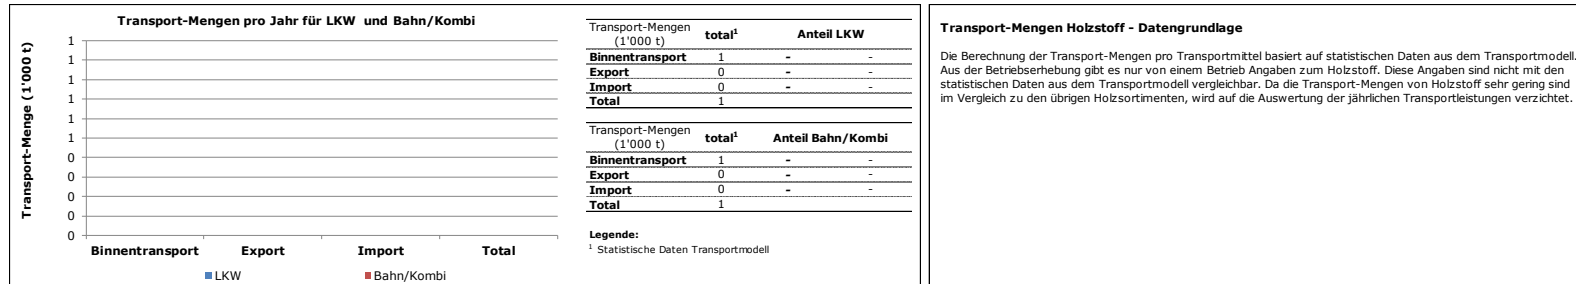 Transport-Mengen pro Jahr für LKW und Bahn/Kombi
Transport-Menge (1'000 t)
1
1
1
1
1
1
0
0
0
0
0
Binnentransport Export Import Total
LKW Bahn/Kombi
Transport-Mengen (1'000 t) total¹ Anteil LKW
Binnentransport 1 - -
Export 0 - -
Import 0 - -
Total 1
Transport-Mengen (1'000 t) total¹ Anteil Bahn/Kombi
Binnentransport 1 - -
Export 0 - -
Import 0 - -
Total 1
Legende:
¹ Statistische Daten Transportmodell
Transport-Mengen Holzstoff - Datengrundlage
Die Berechnung der Transport-Mengen pro Transportmittel basiert auf statistischen Daten aus dem Transportmodell.
Aus der Betriebserhebung gibt es nur von einem Betrieb Angaben zum Holzstoff. Diese Angaben sind nicht mit den
statistischen Daten aus dem Transportmodell vergleichbar. Da die Transport-Mengen von Holzstoff sehr gering sind
im Vergleich zu den übrigen Holzsortimenten, wird auf die Auswertung der jährlichen Transportleistungen verzichtet.